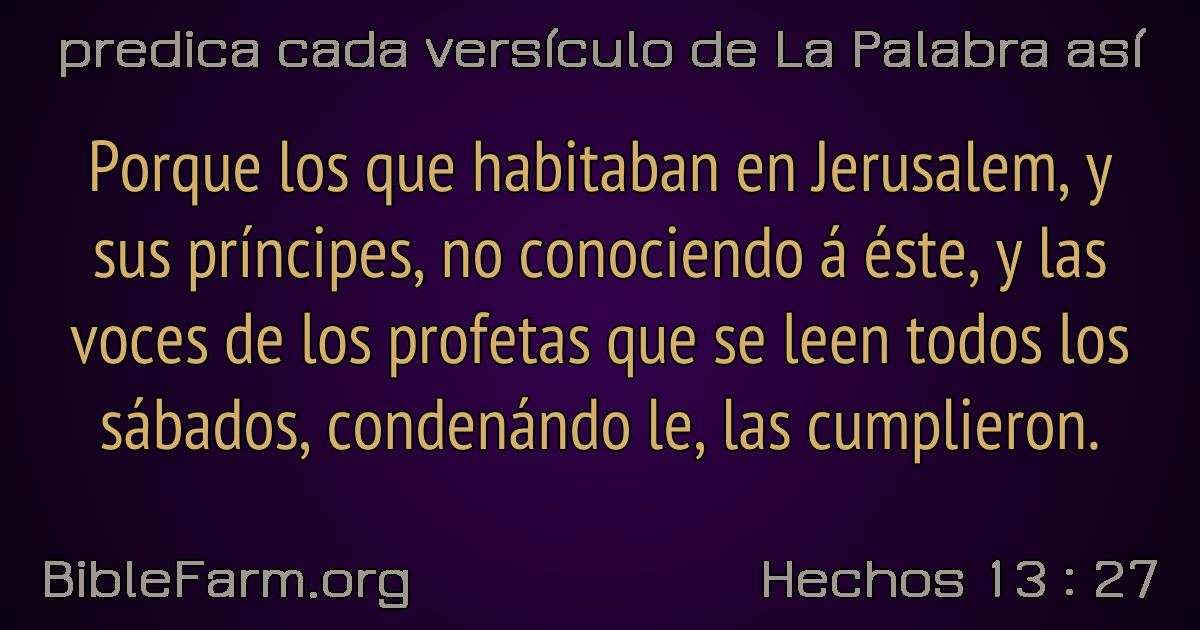 predica cada versículo de La Palabra así
Porque los que habitaban en Jerusalem, y
sus príncipes, no conociendo á éste, y las
voces de los profetas que se leen todos los
sábados, condenándo le, las cumplieron.
BibleFarm.org
Hechos 13 : 27